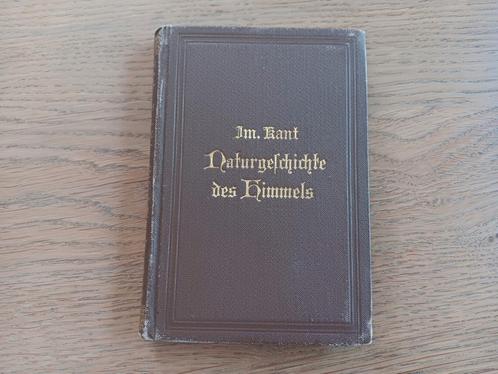 Im. Kant
Naturgeſchichte
des Himmels